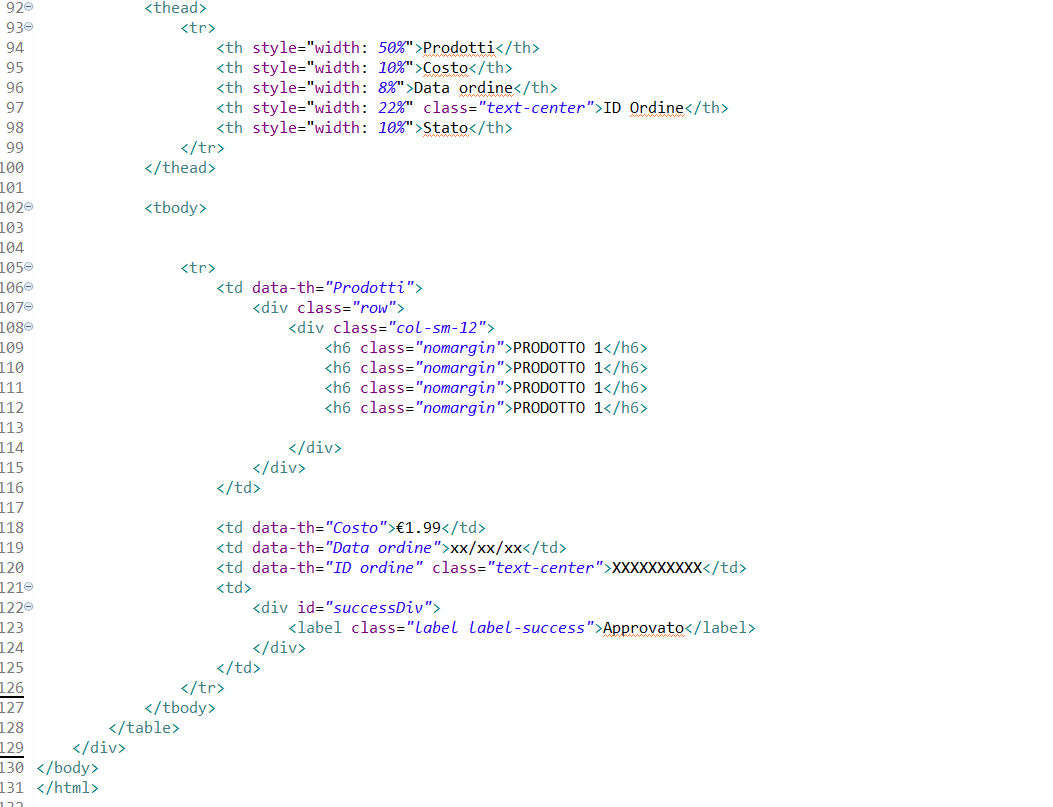 92 <thead>
93 <tr>
94 <th style="width: 50%">Prodotti</th>
95 <th style="width: 10%">Costo</th>
96 <th style="width: 8%">Data ordine</th>
97 <th style="width: 22%" class="text-center">ID Ordine</th>
98 <th style="width: 10%">Stato</th>
99 </tr>
100 </thead>
101
102 <tbody>
103
104
105 <tr>
106 <td data-th="Prodotti">
107 <div class="row">
108 <div class="col-sm-12">
109 <h6 class="nomargin">PRODOTTO 1</h6>
110 <h6 class="nomargin">PRODOTTO 1</h6>
111 <h6 class="nomargin">PRODOTTO 1</h6>
112 <h6 class="nomargin">PRODOTTO 1</h6>
113
114 </div>
115 </div>
116 </td>
117
118 <td data-th="Costo">€1.99</td>
119 <td data-th="Data ordine">xx/xx/xx</td>
120 <td data-th="ID ordine" class="text-center">XXXXXXXXXX</td>
121 <td>
122 <div id="successDiv">
123 <label class="label label-success">Approvato</label>
124 </div>
125 </td>
126 </tr>
127 </tbody>
128 </table>
129 </div>
130 </body>
131 </html>
132